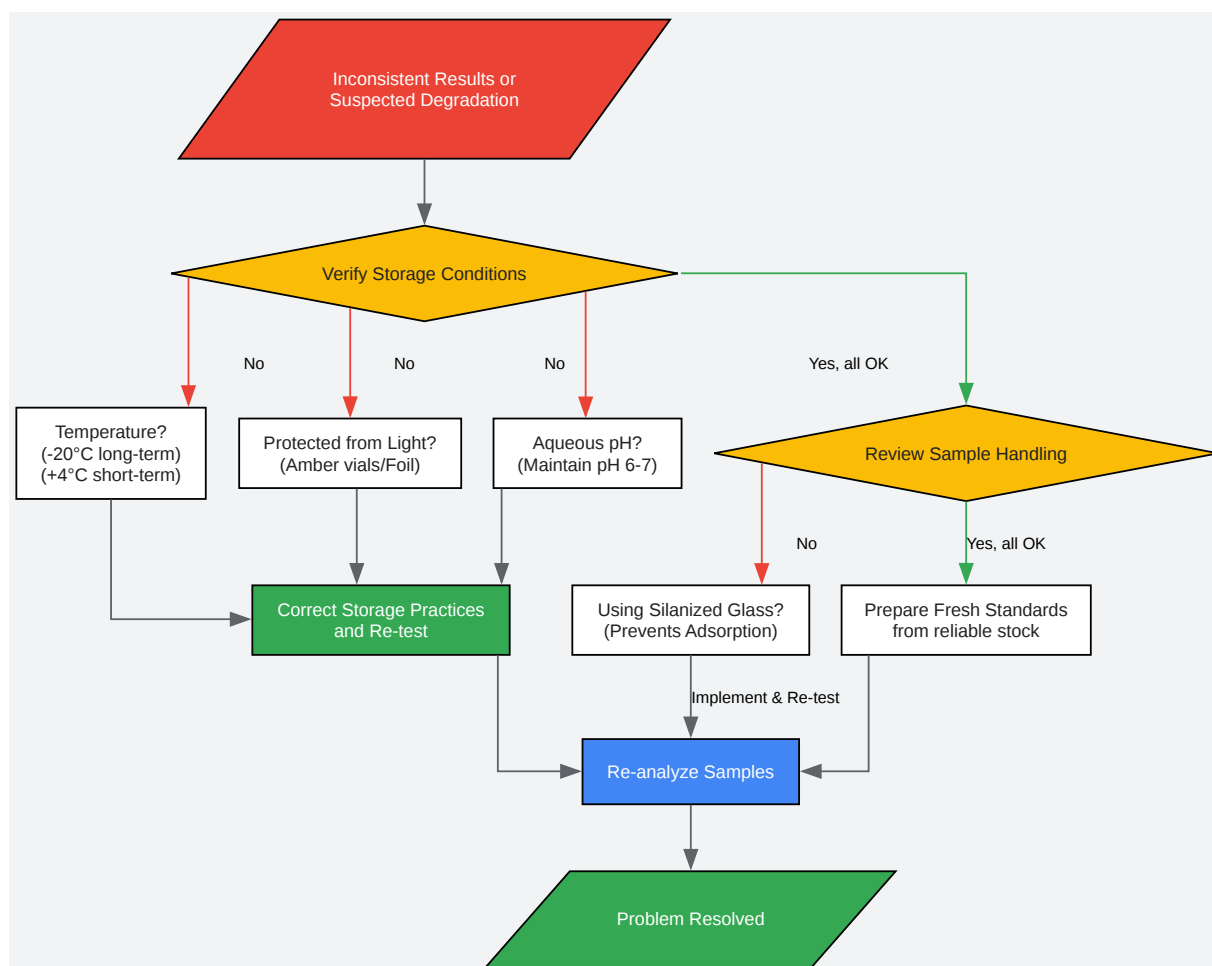 Inconsistent Results or
Suspected Degradation
Verify Storage Conditions
No
No
No
Yes, all OK
Temperature?
(-20°C long-term)
(+4°C short-term)
Protected from Light?
(Amber vials/Foil)
Aqueous pH?
(Maintain pH 6-7)
Review Sample Handling
No
Yes, all OK
Correct Storage Practices
and Re-test
Using Silanized Glass?
(Prevents Adsorption)
Prepare Fresh Standards
from reliable stock
Implement & Re-test
Re-analyze Samples
Problem Resolved